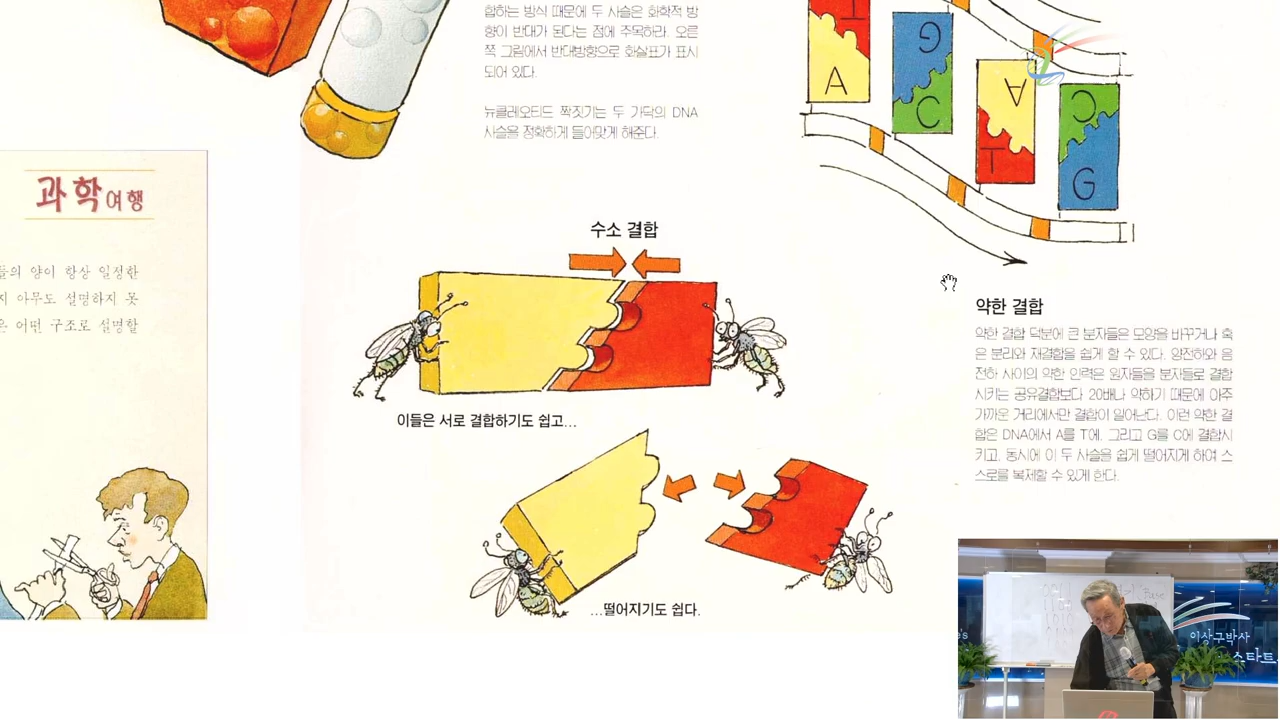 합하는 방식 때문에 두 사슬은 화학적 방
향이 반대가 된다는 점에 주목하라. 오른
쪽 그림에서 반대방향으로 화살표가 표시
되어 있다.
뉴클레오티드 짝짓기는 두 가닥의 DNA
사슬을 정확하게 들어맞게 해준다.
T
A
G
C
A
T
C
G
과학여행
들의 양이 항상 일정한
지 아무도 설명하지 못
은 어떤 구조로 설명할
수소 결합
이들은 서로 결합하기도 쉽고...
...떨어지기도 쉽다.
약한 결합
약한 결합 덕분에 큰 분자들은 모양을 바꾸거나 혹
은 분리와 재결합을 쉽게 할 수 있다. 양전하와 음
전하 사이의 약한 인력은 원자들을 분자들로 결합
시키는 공유결합보다 20배나 약하기 때문에 아주
가까운 거리에서만 결합이 일어난다. 이런 약한 결
합은 DNA에서 A를 T에, 그리고 G를 C에 결합시
키고, 동시에 이 두 사슬을 쉽게 떨어지게 하여 스
스로를 복제할 수 있게 한다.
이상구박사
스타트